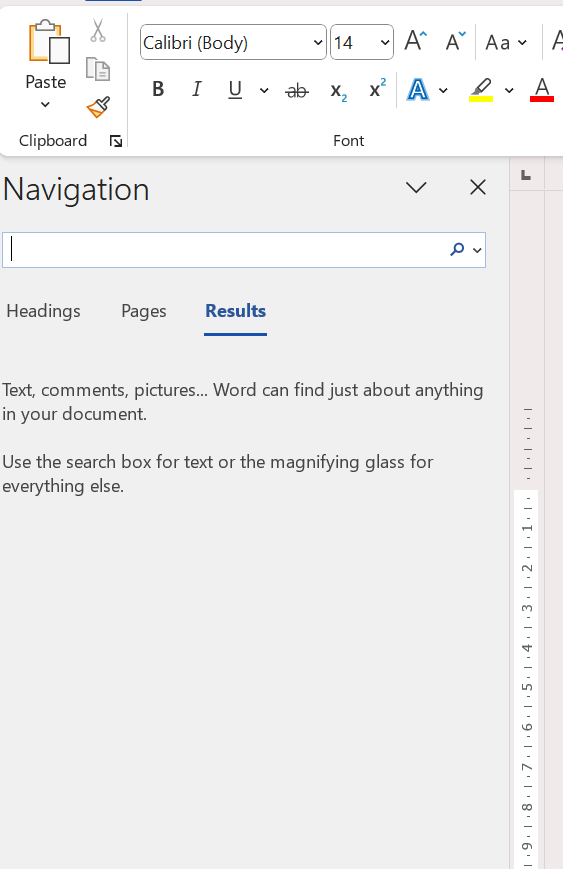 Calibri (Body) 14 A A Aa
Paste
B I U ab x2 x2 A A
Clipboard Font
Navigation
Headings Pages Results
Text, comments, pictures... Word can find just about anything
in your document.
Use the search box for text or the magnifying glass for
everything else.
1
2
3
4
5
6
7
8
9